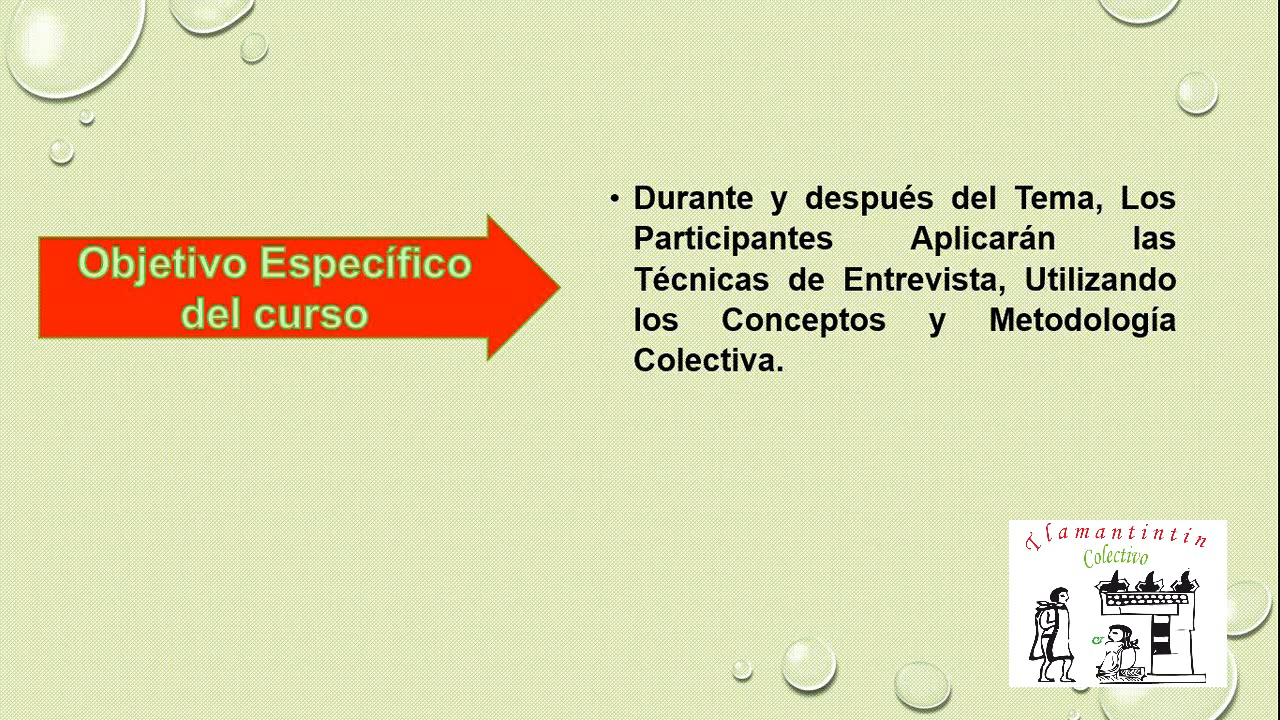 Objetivo Específico
del curso
• Durante y después del Tema, Los
Participantes Aplicarán las
Técnicas de Entrevista, Utilizando
los Conceptos y Metodología
Colectiva.
Tlamantintín
Colectivo